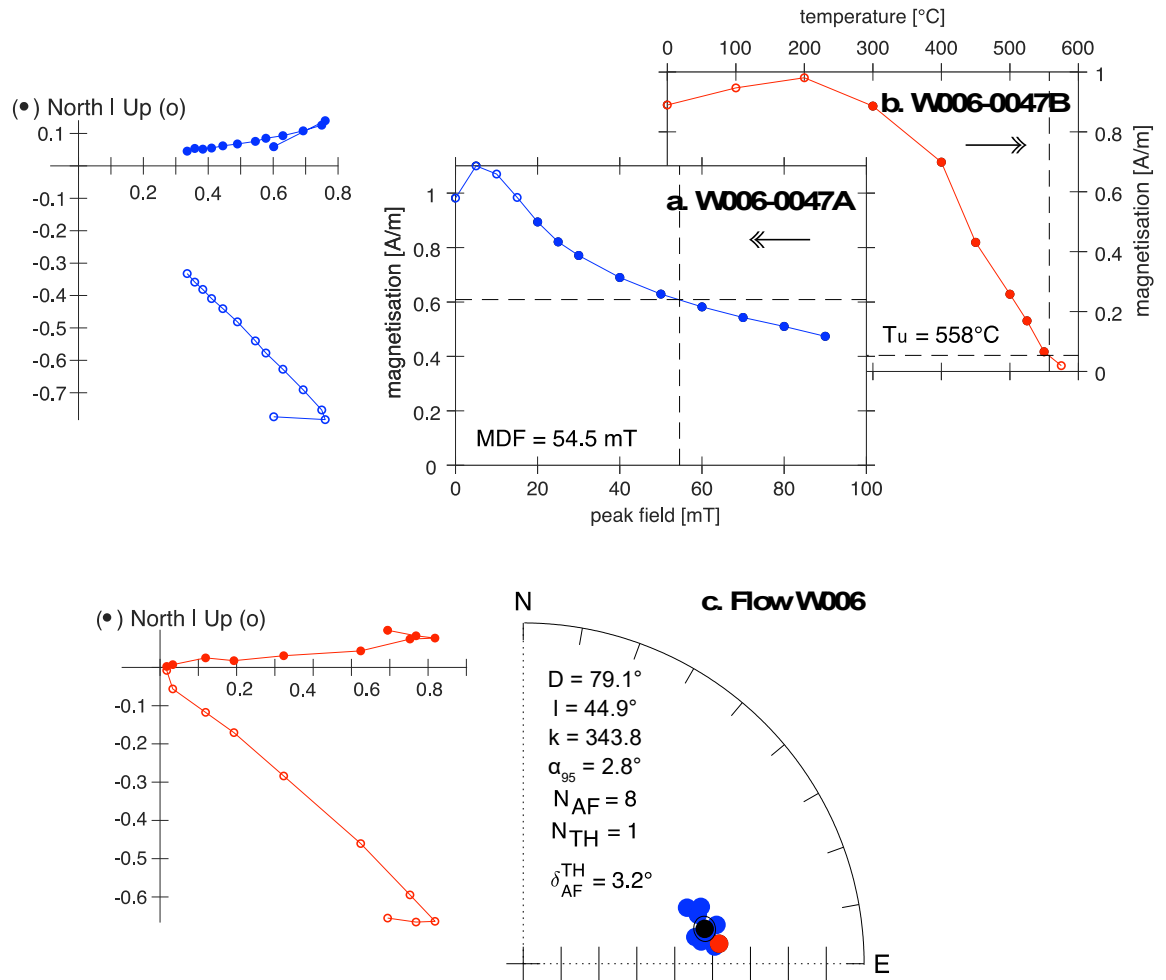 temperature [°C]
0 100 200 300 400 500 600
(●) North | Up (o)
0.1
0.2 0.4 0.6 0.8
-0.1
-0.2
-0.3
-0.4
-0.5
-0.6
-0.7
b. W006-0047B
1
0.8
0.6
0.4
0.2
0
magnetisation [A/m]
Tu = 558°C
a. W006-0047A
1
0.8
0.6
0.4
0.2
0
magnetisation [A/m]
MDF = 54.5 mT
0 20 40 60 80 100
peak field [mT]
(●) North | Up (o)
0.2 0.4 0.6 0.8
-0.1
-0.2
-0.3
-0.4
-0.5
-0.6
c. Flow W006
N
D = 79.1°
I = 44.9°
k = 343.8
α95 = 2.8°
NAF = 8
NTH = 1
δTHAF = 3.2°
E